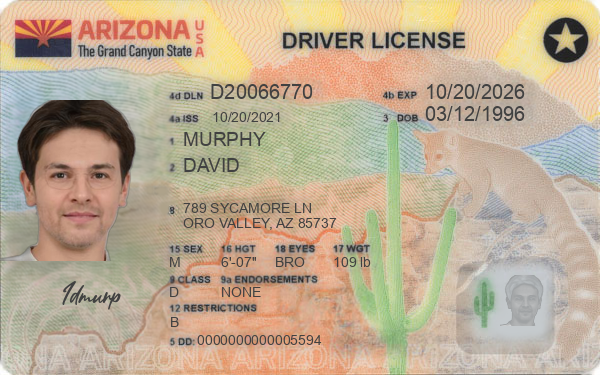 ARIZONA USA
The Grand Canyon State
DRIVER LICENSE
4d DLN D20066770
4b EXP 10/20/2026
4a ISS 10/20/2021
3 DOB 03/12/1996
1 MURPHY
2 DAVID
8 789 SYCAMORE LN
ORO VALLEY, AZ 85737
15 SEX 16 HGT 18 EYES 17 WGT
M 6'-07" BRO 109 lb
9 CLASS 9a ENDORSEMENTS
D NONE
12 RESTRICTIONS
B
5 DD: 0000000000005594
ARIZONA ARIZONA ARIZONA ARIZONA